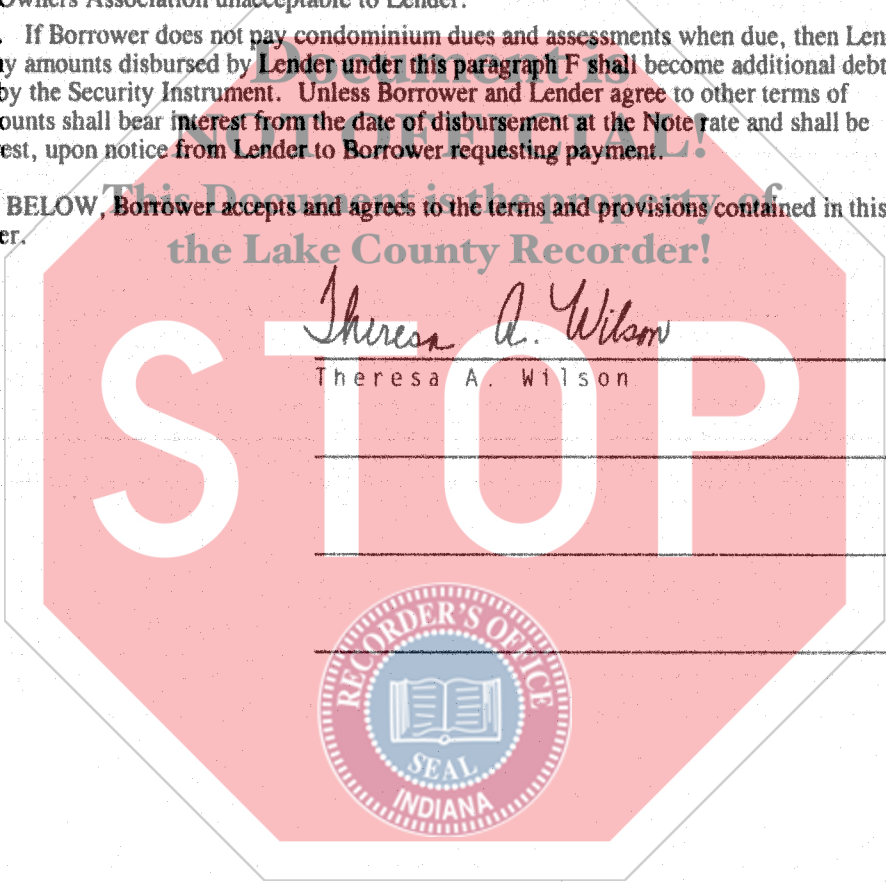 Owners Association unacceptable to Lender.
. If Borrower does not pay condominium dues and assessments when due, then Len
y amounts disbursed by Lender under this paragraph F shall become additional debt
by the Security Instrument. Unless Borrower and Lender agree to other terms of
ounts shall bear interest from the date of disbursement at the Note rate and shall be
est, upon notice from Lender to Borrower requesting payment.
BELOW, Borrower accepts and agrees to the terms and provisions contained in this
er.
Document is
NOT OFFICIAL!
This Document is the property of
the Lake County Recorder!
Theresa A. Wilson
Theresa A. Wilson
STOP
RECORDER'S OFFICE
SEAL
INDIANA